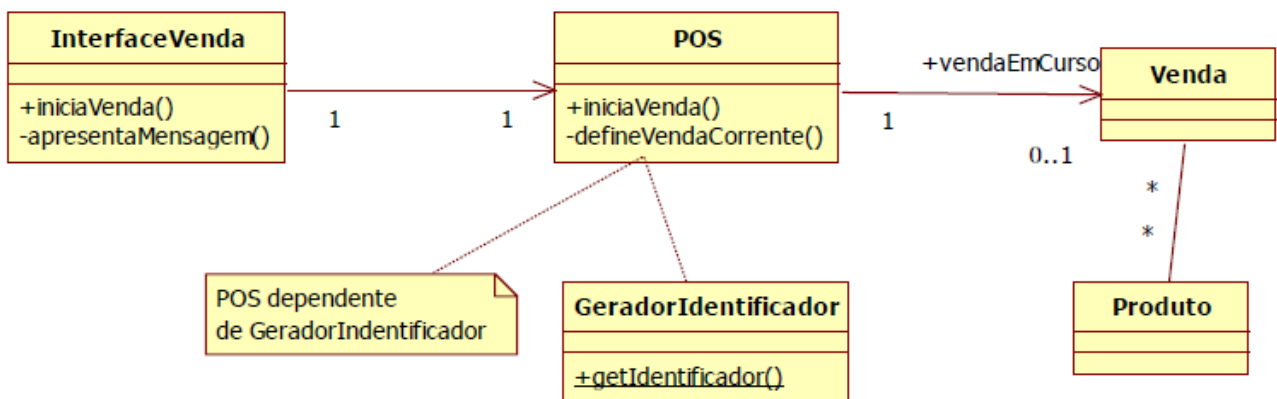 InterfaceVenda
+iniciaVenda()
-apresentaMensagem()
1
1
POS
+iniciaVenda()
-defineVendaCorrente()
+vendaEmCurso
1
0..1
Venda
*
*
POS dependente
de GeradorIndentificador
GeradorIdentificador
+getIdentificador()
Produto